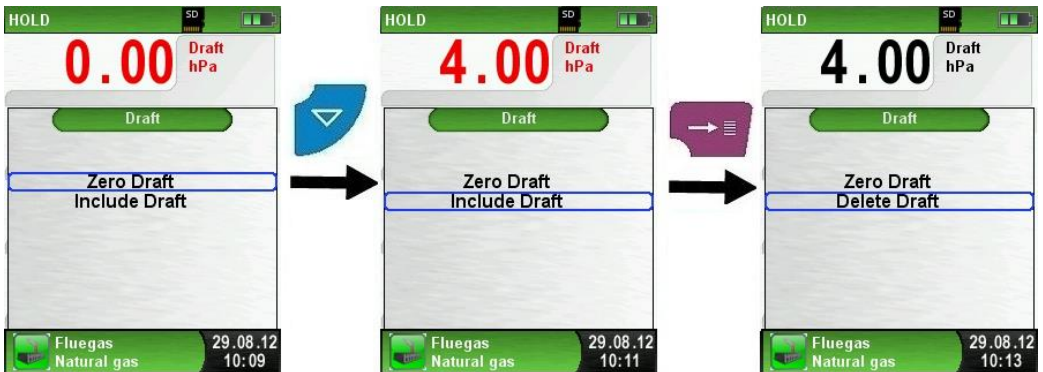 HOLD
SD
0.00
Draft
hPa
Draft
Zero Draft
Include Draft
Fluegas
Natural gas
29.08.12
10:09
HOLD
SD
4.00
Draft
hPa
Draft
Zero Draft
Include Draft
Fluegas
Natural gas
29.08.12
10:11
HOLD
SD
4.00
Draft
hPa
Draft
Zero Draft
Delete Draft
Fluegas
Natural gas
29.08.12
10:13